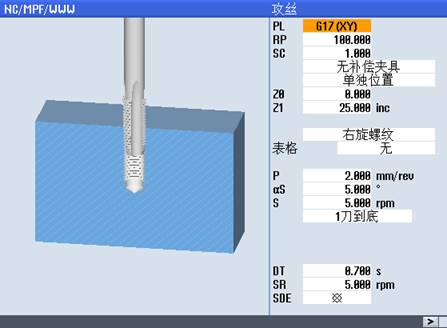 NC/MPF/WWW
攻丝
PL G17(XY)
RP 100.000
SC 1.000
无补偿夹具
单独位置
Z0 0.000
Z1 25.000 inc
右旋螺纹
表格 无
P 2.000 mm/rev
αS 5.000 °
S 5.000 rpm
1刀到底
DT 0.700 s
SR 5.000 rpm
SDE ※